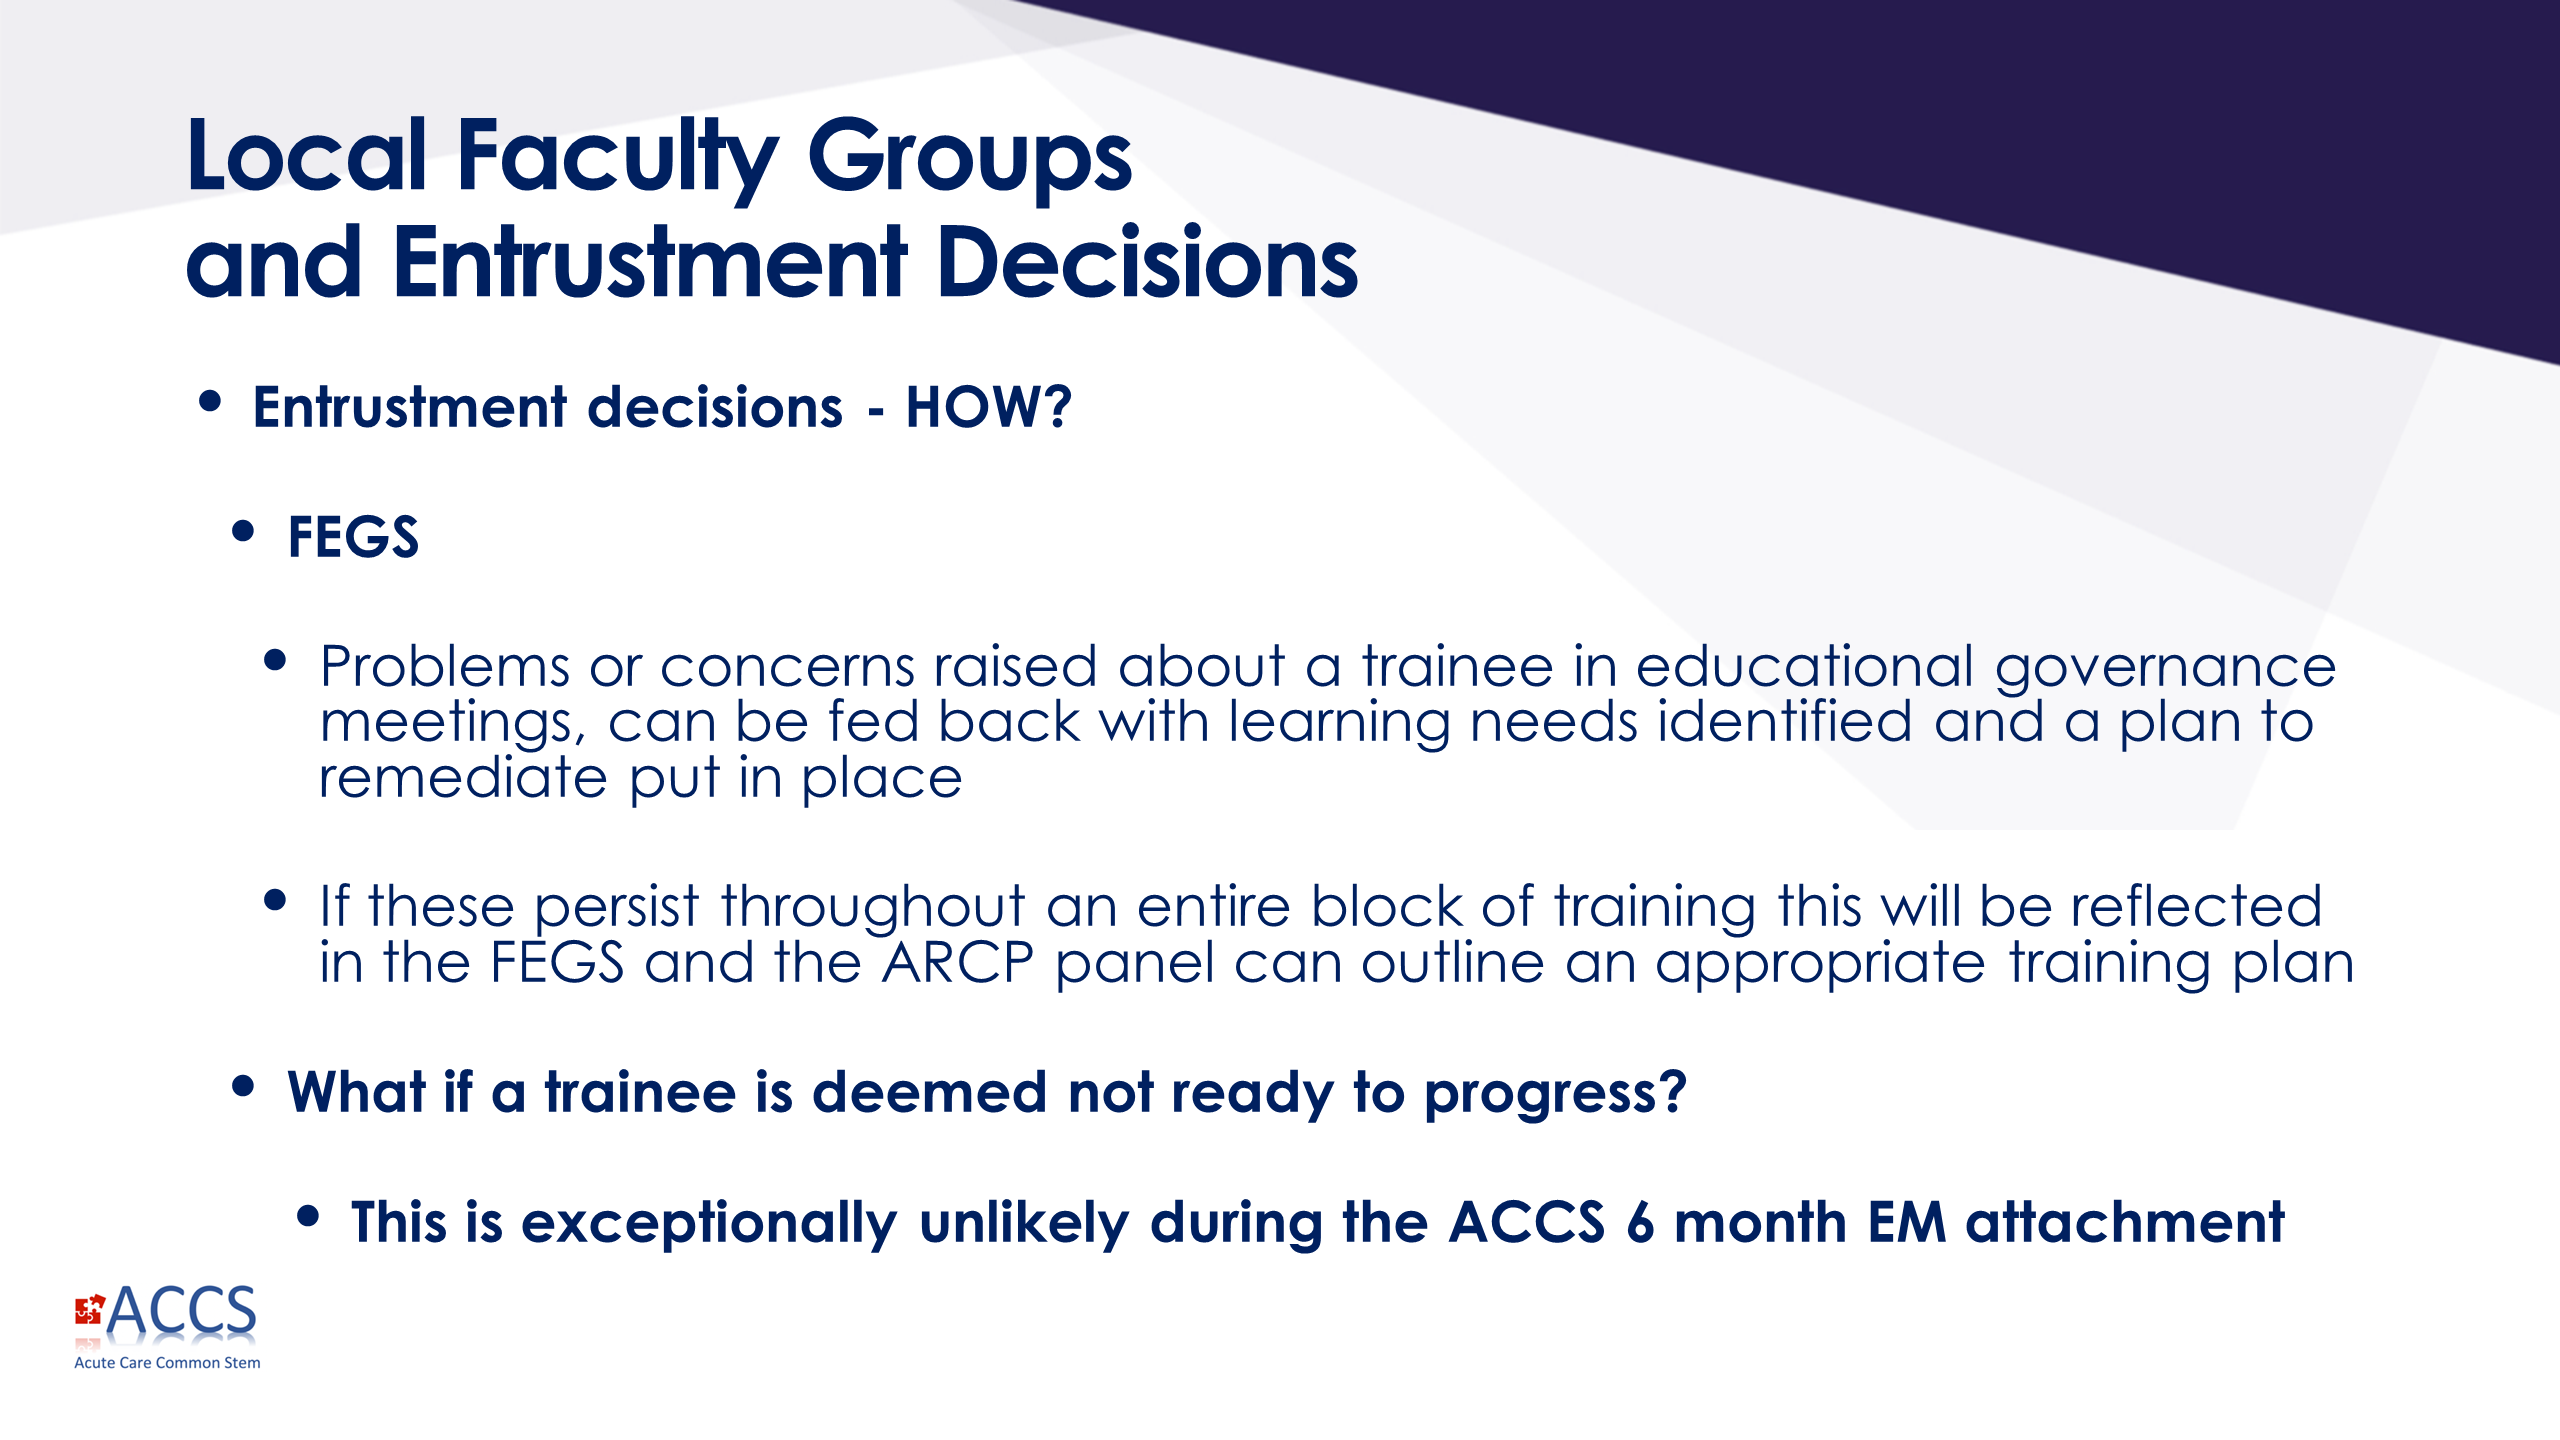 Local Faculty Groups
and Entrustment Decisions
• Entrustment decisions - HOW?
• FEGS
• Problems or concerns raised about a trainee in educational governance
meetings, can be fed back with learning needs identified and a plan to
remediate put in place
• If these persist throughout an entire block of training this will be reflected
in the FEGS and the ARCP panel can outline an appropriate training plan
• What if a trainee is deemed not ready to progress?
• This is exceptionally unlikely during the ACCS 6 month EM attachment
ACCS
Acute Care Common Stem